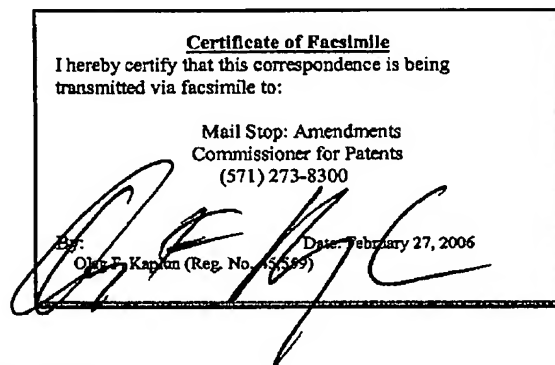 Certificate of Facsimile
I hereby certify that this correspondence is being
transmitted via facsimile to:
Mail Stop: Amendments
Commissioner for Patents
(571) 273-8300
By: Date: February 27, 2006
Oleg F. Kaplun (Reg. No. 45,559)